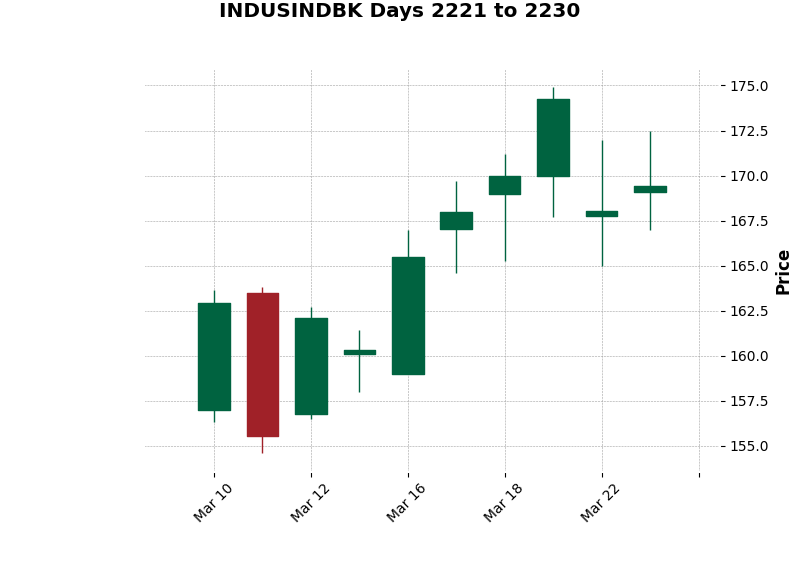 INDUSINDBK Days 2221 to 2230
175.0
172.5
170.0
167.5
165.0
162.5
160.0
157.5
155.0
Price
Mar 10
Mar 12
Mar 16
Mar 18
Mar 22